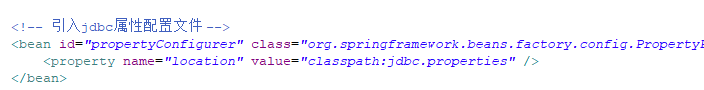 <!-- 引入jdbc属性配置文件 -->
<bean id="propertyConfigurer" class="org.springframework.beans.factory.config.Property
<property name="location" value="classpath:jdbc.properties" />
</bean>